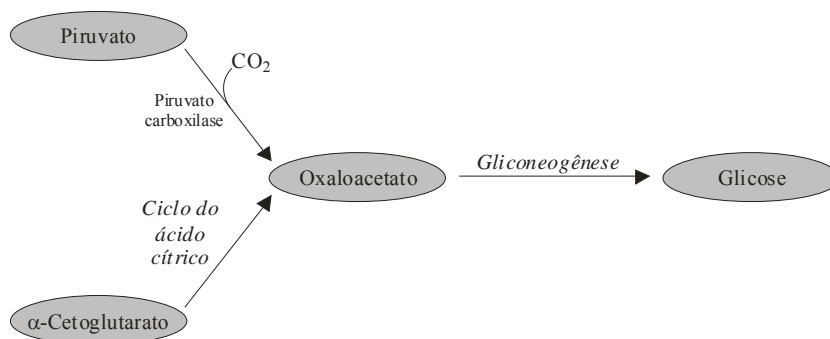 Piruvato
CO₂
Piruvato
carboxilase
Oxaloacetato
Gliconeogênese
Glicose
Ciclo do
ácido
cítrico
α-Cetoglutarato